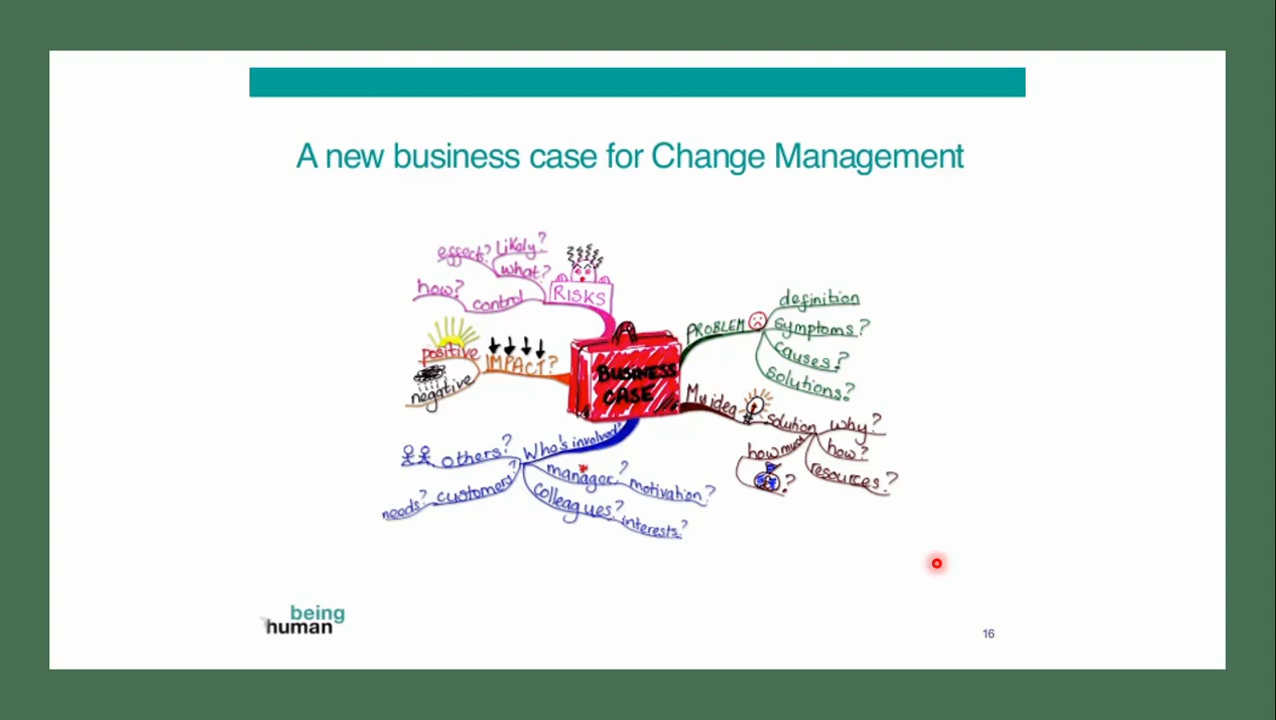 A new business case for Change Management
effect?
likely?
what?
how?
control
RISKS
positive
negative
IMPACT?
BUSINESS
CASE
PROBLEM
definition
symptoms?
causes?
solutions?
My idea
solution
why?
how?
resources?
how much
?
Who's involved?
others?
customers?
needs?
manager?
motivation?
colleagues?
interests?
being
human
16